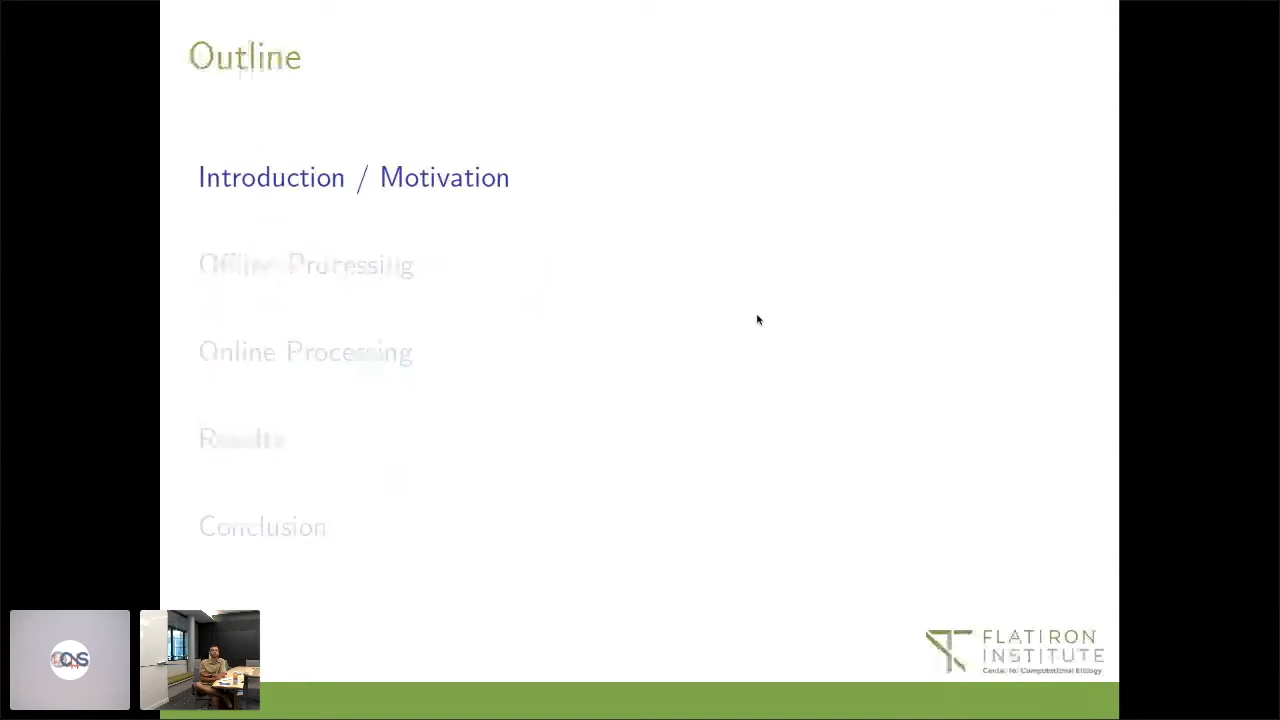 Outline
Introduction / Motivation
Offline Processing
Online Processing
Results
Conclusion
FLATIRON
INSTITUTE
Center for Computational Biology